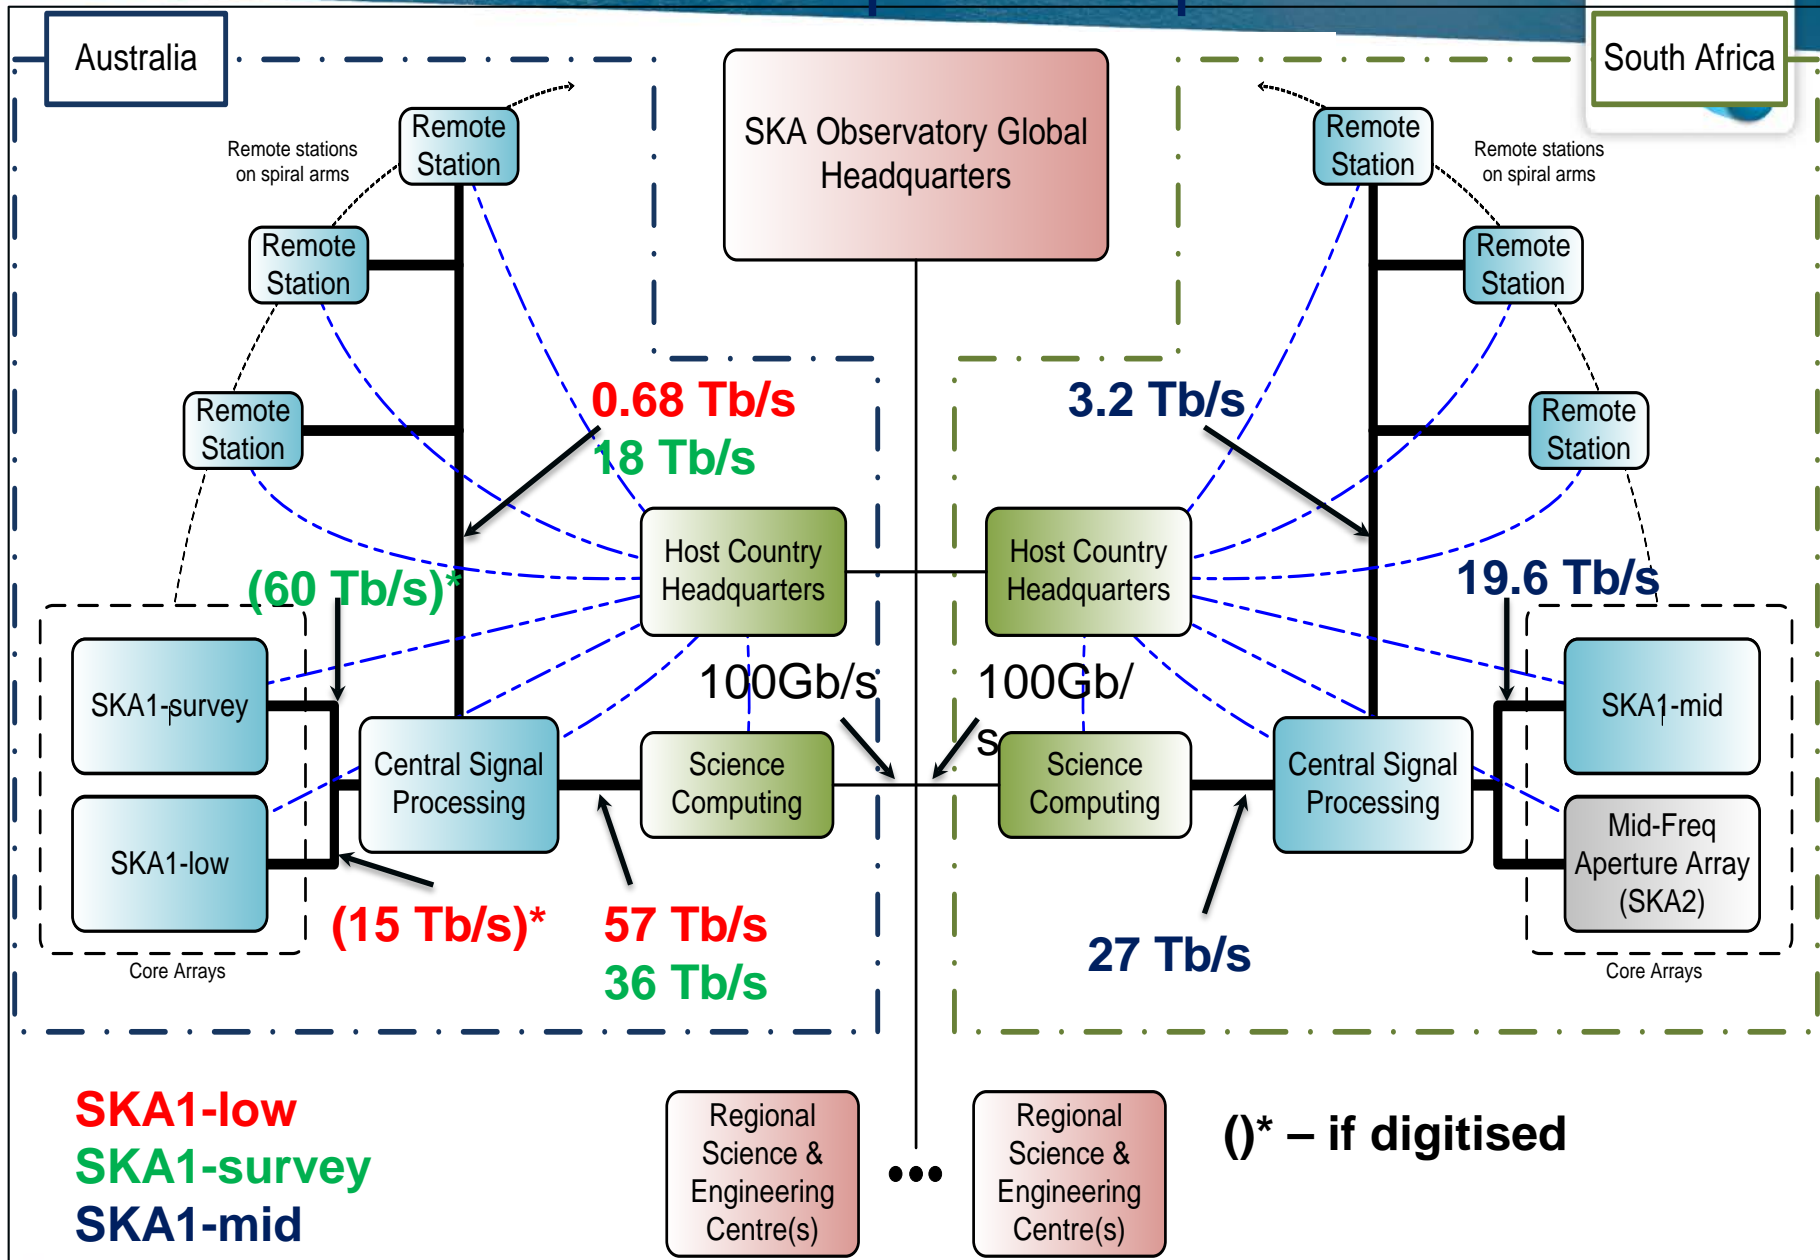 Australia
South Africa
SKA Observatory Global
Headquarters
Remote
Station
Remote stations
on spiral arms
Remote
Station
Remote
Station
Remote
Station
Remote stations
on spiral arms
Remote
Station
Remote
Station
0.68 Tb/s
18 Tb/s
3.2 Tb/s
Host Country
Headquarters
Host Country
Headquarters
(60 Tb/s)*
19.6 Tb/s
SKA1-survey
SKA1-low
Core Arrays
Central Signal
Processing
Science
Computing
100Gb/s
100Gb/
s
Science
Computing
Central Signal
Processing
SKA1-mid
Mid-Freq
Aperture Array
(SKA2)
Core Arrays
(15 Tb/s)*
57 Tb/s
36 Tb/s
27 Tb/s
SKA1-low
SKA1-survey
SKA1-mid
Regional
Science &
Engineering
Centre(s)
•••
Regional
Science &
Engineering
Centre(s)
()* – if digitised